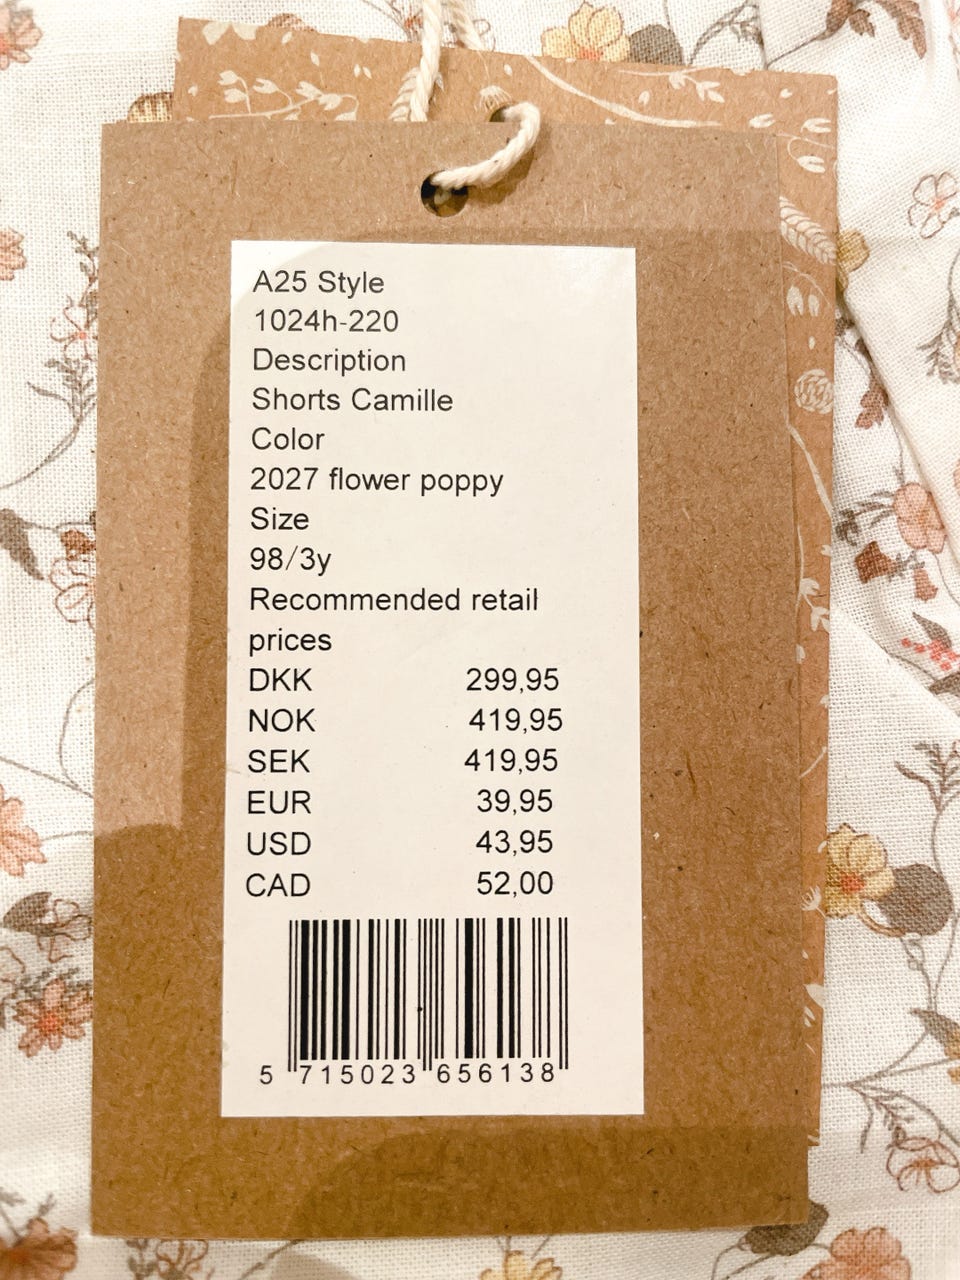 A25 Style
1024h-220
Description
Shorts Camille
Color
2027 flower poppy
Size
98/3y
Recommended retail
prices
DKK 299,95
NOK 419,95
SEK 419,95
EUR 39,95
USD 43,95
CAD 52,00
5 715023 656138